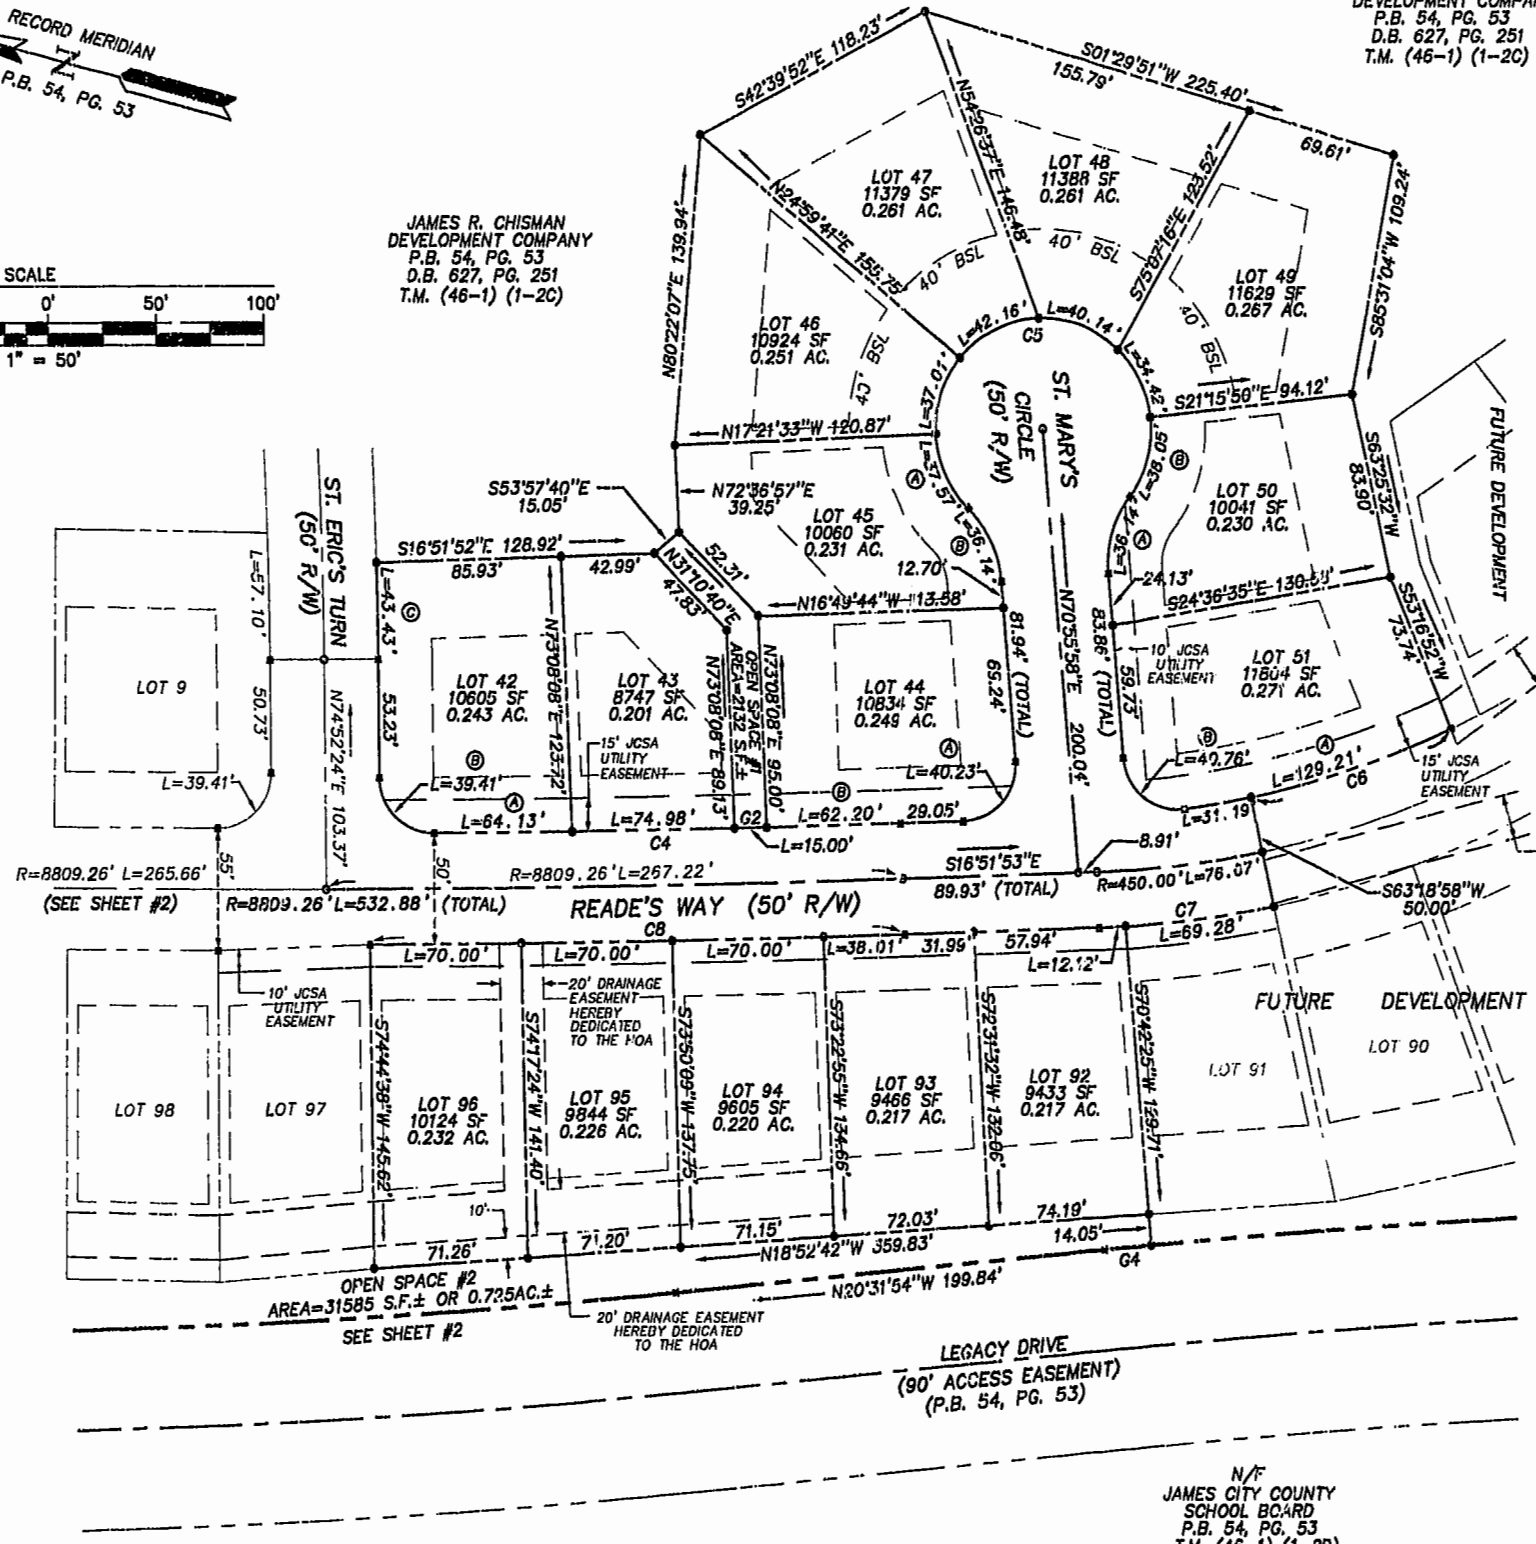 RECORD MERIDIAN
P.B. 54, PG. 53
SCALE
0' 50' 100'
1" = 50'
JAMES R. CHISMAN
DEVELOPMENT COMPANY
P.B. 54, PG. 53
D.B. 627, PG. 251
T.M. (46-1) (1-2C)
P.B. 54, PG. 53
D.B. 627, PG. 251
T.M. (46-1) (1-2C)
S42°39'52"E 118.23'
S01°29'51"W 225.40'
155.79'
69.61'
N54°26'37"E 146.48'
N24°59'41"E 155.75'
S75°07'16"E 123.52'
S85°31'04"W 109.24'
N80°22'07"E 139.94'
LOT 47
11379 SF
0.261 AC.
LOT 48
11388 SF
0.261 AC.
LOT 49
11629 SF
0.267 AC.
LOT 46
10924 SF
0.251 AC.
40' BSL
40' BSL
40' BSL
40' BSL
L=42.16'
L=40.14'
C5
L=37.01'
L=34.42'
S21°15'50"E 94.12'
N17°21'33"W 120.87'
L=37.57'
L=38.05'
A
B
B
A
L=36.14'
L=36.14'
ST. MARY'S
CIRCLE
(50' R/W)
N70°55'58"E 200.04'
S53°57'40"E
15.05'
N72°36'57"E
39.25'
LOT 45
10060 SF
0.231 AC.
LOT 50
10041 SF
0.230 AC.
S63°25'32"W
83.90'
FUTURE DEVELOPMENT
S16°51'52"E 128.92'
85.93'
42.99'
52.31'
N31°10'40"E
47.83'
12.70'
24.13'
N16°49'44"W 113.58'
S24°36'35"E
S53°16'52"W
73.74'
ST. ERIC'S TURN
(50' R/W)
L=57.10'
L=43.43'
50.73'
53.23'
N74°52'24"E 103.37'
LOT 9
LOT 42
10605 SF
0.243 AC.
LOT 43
8747 SF
0.201 AC.
N73°08'08"E 123.72'
N73°08'08"E 89.13'
OPEN SPACE #1
AREA=2132 S.F.±
N73°08'08"E 95.00'
LOT 44
10834 SF
0.249 AC.
81.94' (TOTAL)
69.24'
83.86' (TOTAL)
59.73'
10' JCSA
UTILITY
EASEMENT
LOT 51
11804 SF
0.271 AC.
L=39.41'
L=39.41'
B
A
15' JCSA
UTILITY
EASEMENT
A
B
L=40.23'
L=40.76'
B
A
L=129.21'
C6
15' JCSA
UTILITY
EASEMENT
L=64.13'
L=74.98'
C4
L=62.20'
29.05'
L=15.00'
L=31.19
8.91'
55'
50'
R=8809.26' L=265.66'
(SEE SHEET #2)
R=8809.26' L=267.22'
R=8809.26' L=532.88' (TOTAL)
S16°51'53"E
89.93' (TOTAL)
R=450.00' L=76.07'
S63°18'58"W
50.00'
READE'S WAY (50' R/W)
C8
C7
L=70.00'
L=70.00'
L=70.00'
L=38.01'
31.99'
57.94'
L=12.12'
L=69.28'
10' JCSA
UTILITY
EASEMENT
20' DRAINAGE
EASEMENT
HEREBY
DEDICATED
TO THE HOA
FUTURE DEVELOPMENT
S74°44'38"W 145.62'
S74°17'24"W 141.40'
S73°50'09"W 137.75'
S73°22'55"W 134.66'
S72°31'32"W 132.06'
S70°42'25"W 129.71'
LOT 98
LOT 97
LOT 96
10124 SF
0.232 AC.
LOT 95
9844 SF
0.226 AC.
LOT 94
9605 SF
0.220 AC.
LOT 93
9466 SF
0.217 AC.
LOT 92
9433 SF
0.217 AC.
LOT 91
LOT 90
10'
71.26'
71.20'
71.15'
72.03'
74.19'
14.05'
N18°52'42"W 359.83'
OPEN SPACE #2
AREA=31585 S.F.± OR 0.725AC.±
SEE SHEET #2
N20°31'54"W 199.84'
20' DRAINAGE EASEMENT
HEREBY DEDICATED
TO THE HOA
LEGACY DRIVE
(90' ACCESS EASEMENT)
(P.B. 54, PG. 53)
N/F
JAMES CITY COUNTY
SCHOOL BOARD
P.B. 54, PG. 53